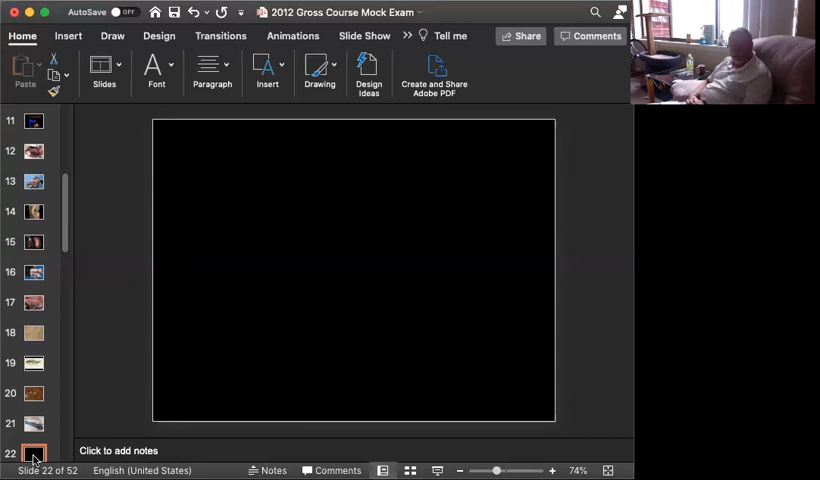 AutoSave OFF
2012 Gross Course Mock Exam
Home Insert Draw Design Transitions Animations Slide Show Tell me Share Comments
Paste Slides Font Paragraph Insert Drawing Design Ideas Create and Share Adobe PDF
11
12
13
14
15
16
17
18
19
20
21
22
Click to add notes
Slide 22 of 52 English (United States) Notes Comments 74%